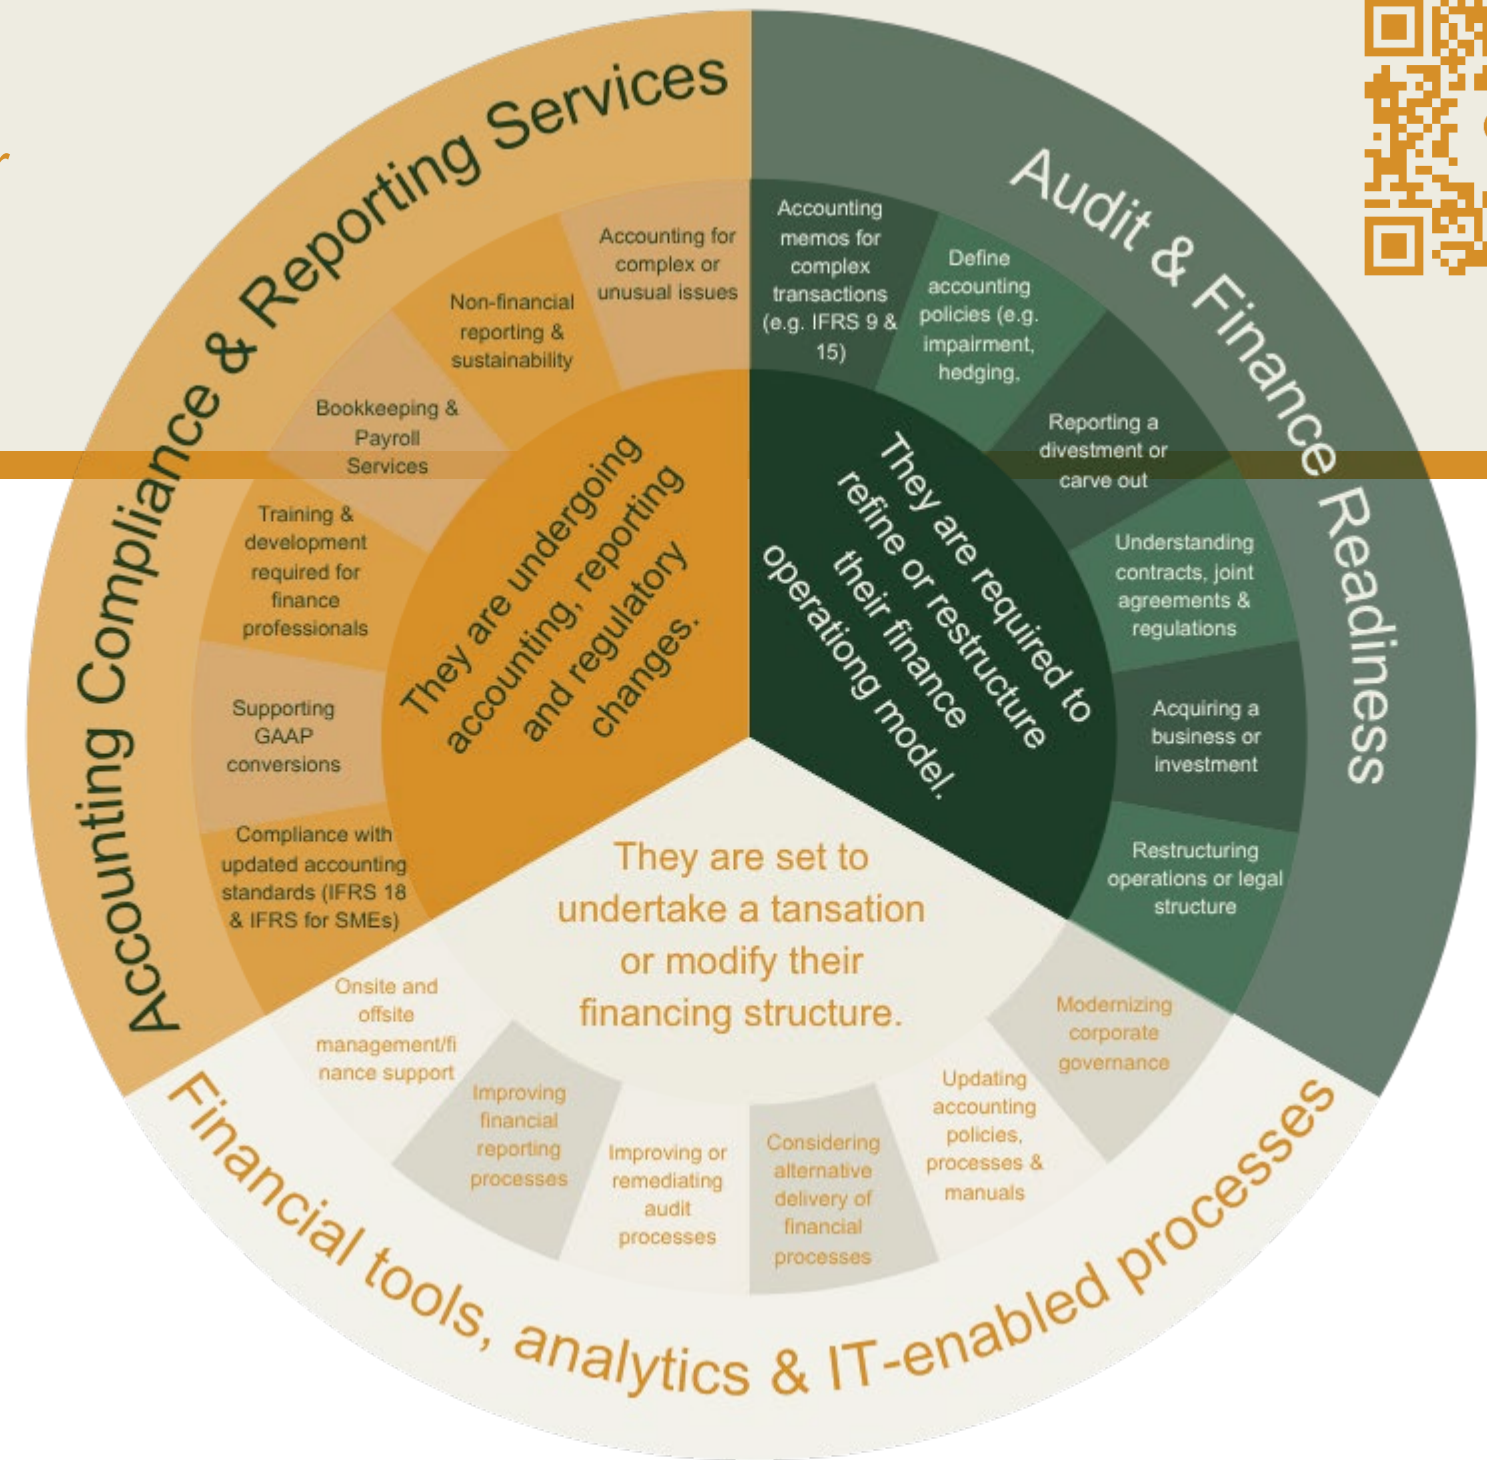 Accounting Compliance & Reporting Services
Accounting for
complex or
unusual issues
Non-financial
reporting &
sustainability
Bookkeeping &
Payroll
Services
Training &
development
required for
finance
professionals
Supporting
GAAP
conversions
Compliance with
updated accounting
standards (IFRS 18
& IFRS for SMEs)
They are undergoing
accounting, reporting
and regulatory
changes.
Audit & Finance Readiness
Accounting
memos for
complex
transactions
(e.g. IFRS 9 &
15)
Define
accounting
policies (e.g.
impairment,
hedging,
Reporting a
divestment or
carve out
Understanding
contracts, joint
agreements &
regulations
Acquiring a
business or
investment
Restructuring
operations or legal
structure
They are required to
refine or restructure
their finance
operationg model.
They are set to
undertake a tansation
or modify their
financing structure.
Onsite and
offsite
management/fi
nance support
Improving
financial
reporting
processes
Improving or
remediating
audit
processes
Considering
alternative
delivery of
financial
processes
Updating
accounting
policies,
processes &
manuals
Modernizing
corporate
governance
Financial tools, analytics & IT-enabled processes